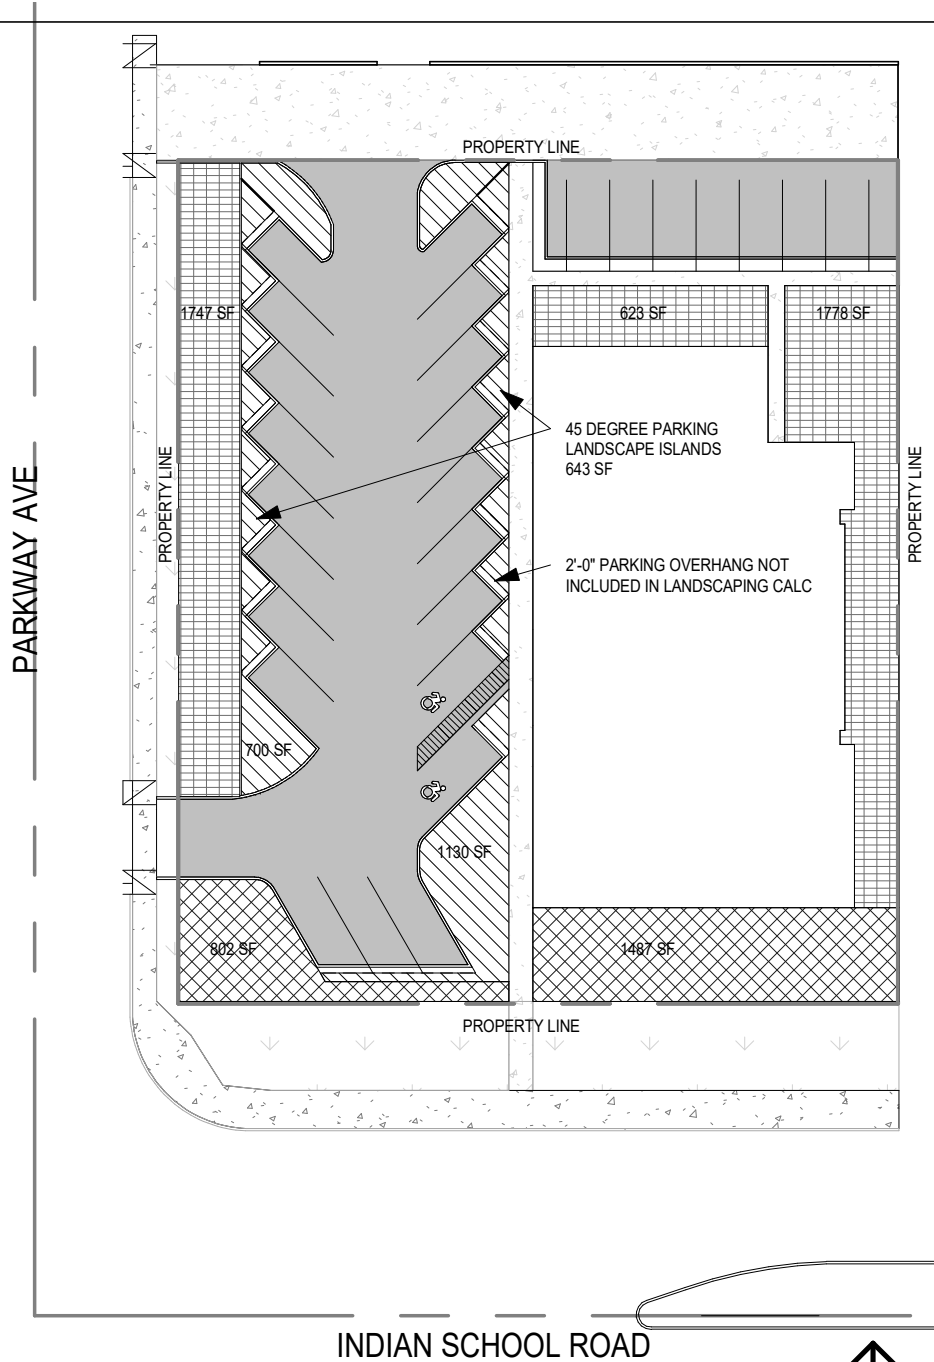 PROPERTY LINE
1747 SF
623 SF
1778 SF
45 DEGREE PARKING
LANDSCAPE ISLANDS
643 SF
PROPERTY LINE
PROPERTY LINE
PARKWAY AVE
2'-0" PARKING OVERHANG NOT
INCLUDED IN LANDSCAPING CALC
700 SF
1130 SF
802 SF
1487 SF
PROPERTY LINE
INDIAN SCHOOL ROAD